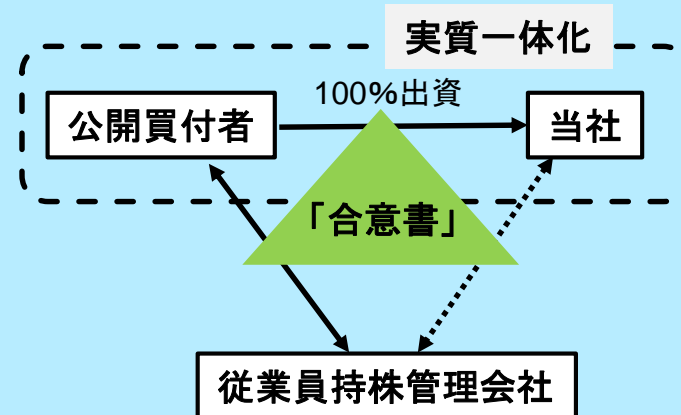 実質一体化
100%出資
公開買付者
当社
「合意書」
従業員持株管理会社